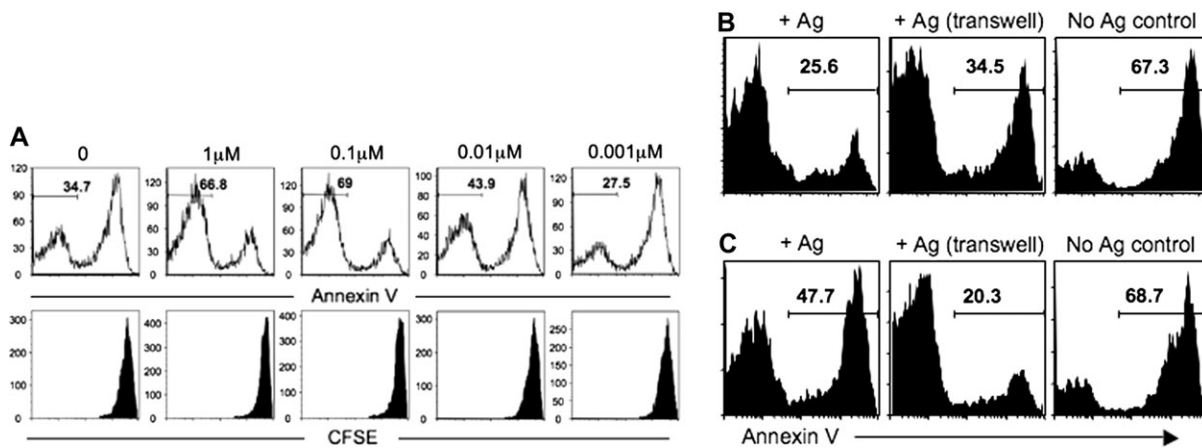 A
0 1μM 0.1μM 0.01μM 0.001μM
120 90 60 30 0 34.7
120 90 60 30 0 66.8
120 90 60 30 0 69
100 80 60 40 20 0 43.9
120 90 60 30 0 27.5
Annexin V
300 200 100 0
400 300 200 100 0
400 300 200 100 0
300 200 100 0
250 200 150 100 50 0
CFSE
B
+ Ag + Ag (transwell) No Ag control
25.6 34.5 67.3
C
+ Ag + Ag (transwell) No Ag control
47.7 20.3 68.7
Annexin V